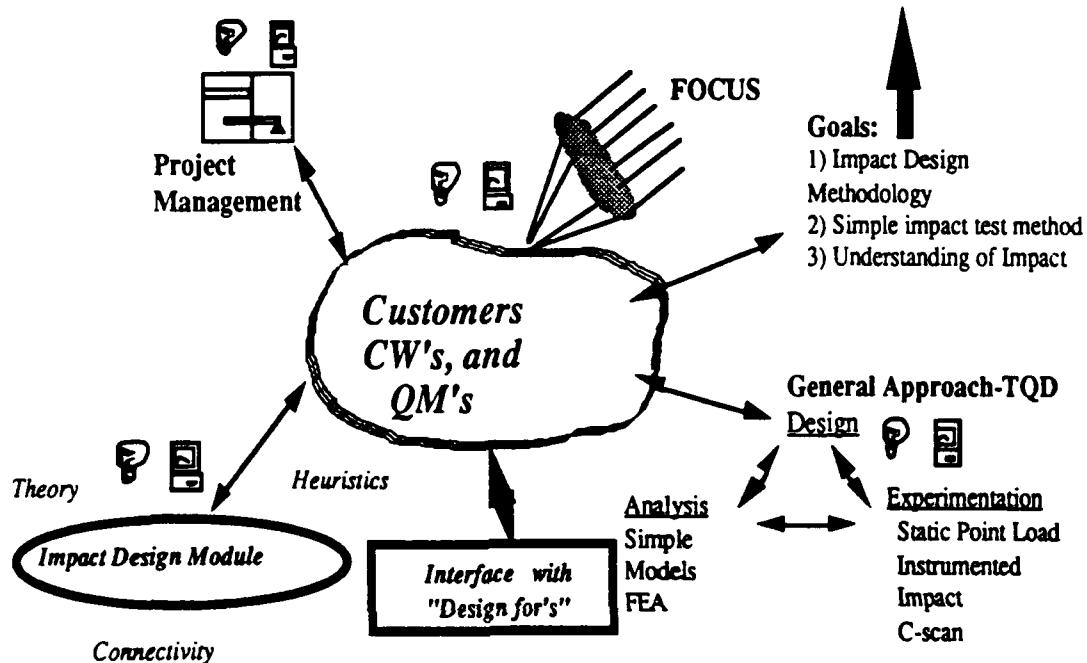 FOCUS
Project
Management
Goals:
1) Impact Design
Methodology
2) Simple impact test method
3) Understanding of Impact
Customers
CW's, and
QM's
General Approach-TQD
Design
Analysis
Simple
Models
FEA
Experimentation
Static Point Load
Instrumented
Impact
C-scan
Theory
Heuristics
Impact Design Module
Connectivity
Interface with
"Design for's"